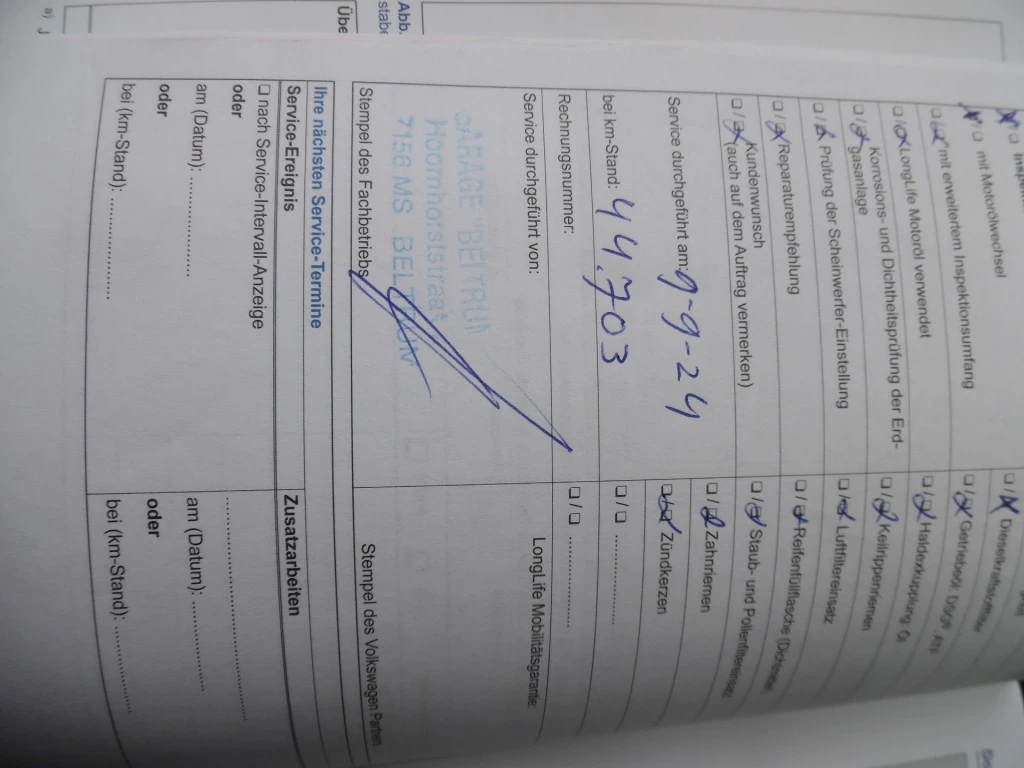 mit Motorölwechsel
mit erweitertem Inspektionsumfang
LongLife Motoröl verwendet
Korrosions- und Dichtheitsprüfung der Erd-
gasanlage
Prüfung der Scheinwerfer-Einstellung
Reparaturempfehlung
Kundenwunsch
(auch auf dem Auftrag vermerken)
Service durchgeführt am: 9-9-24
bei km-Stand: 44.703
Rechnungsnummer:
Service durchgeführt von:
GARAGE BELTRUM
Hoornhorststraat
7156 MS BELTRUM
Stempel des Fachbetriebs
Dieselkraftstofffilter
Getriebeöl:
Haldexkupplung: Öl
Keilrippenriemen
Luftfiltereinsatz
Reifenfüllflasche
Staub- und Pollenfiltereinsatz
Zahnriemen
Zündkerzen
LongLife Mobilitätsgarantie:
Stempel des Volkswagen Partners
Ihre nächsten Service-Termine
Service-Ereignis
Zusatzarbeiten
nach Service-Intervall-Anzeige
oder
am (Datum):
oder
bei (km-Stand):
am (Datum):
oder
bei (km-Stand):
Abb.
Übe
a)